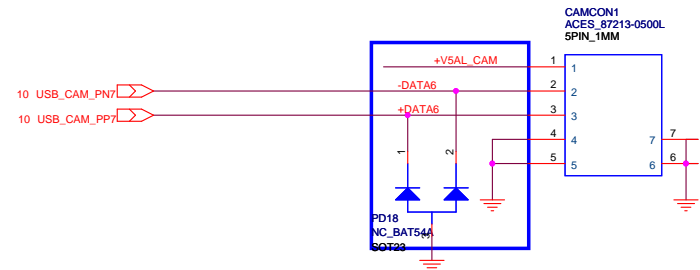 CAMCON1
ACES_87213-0500L
5PIN_1MM
+V5AL_CAM 1 1
10 USB_CAM_PN7 -DATA6 2 2
10 USB_CAM_PP7 +DATA6 3 3
4 4 7 7
5 5 6 6
1 2
PD18
NC_BAT54A
3
SOT23